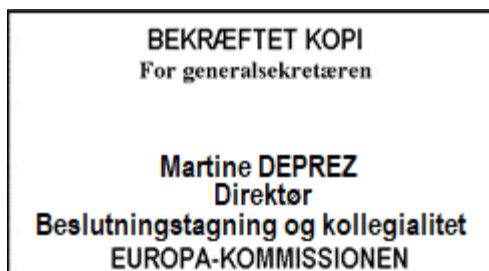 BEKRÆFTET KOPI
For generalsekretæren
Martine DEPREZ
Direktør
Beslutningstagning og kollegialitet
EUROPA-KOMMISSIONEN